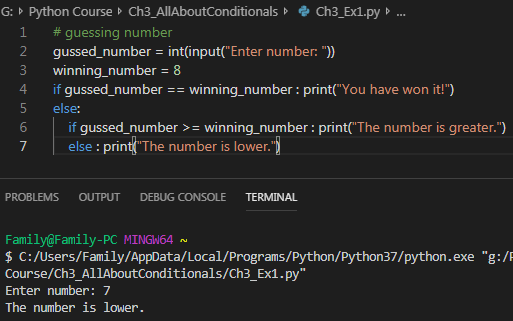 G: > Python Course > Ch3_AllAboutConditionals > Ch3_Ex1.py > ...
1 # guessing number
2 gussed_number = int(input("Enter number: "))
3 winning_number = 8
4 if gussed_number == winning_number : print("You have won it!")
5 else:
6 if gussed_number >= winning_number : print("The number is greater.")
7 else : print("The number is lower.")
PROBLEMS OUTPUT DEBUG CONSOLE TERMINAL
Family@Family-PC MINGW64 ~
$ C:/Users/Family/AppData/Local/Programs/Python/Python37/python.exe "g:/P
Course/Ch3_AllAboutConditionals/Ch3_Ex1.py"
Enter number: 7
The number is lower.